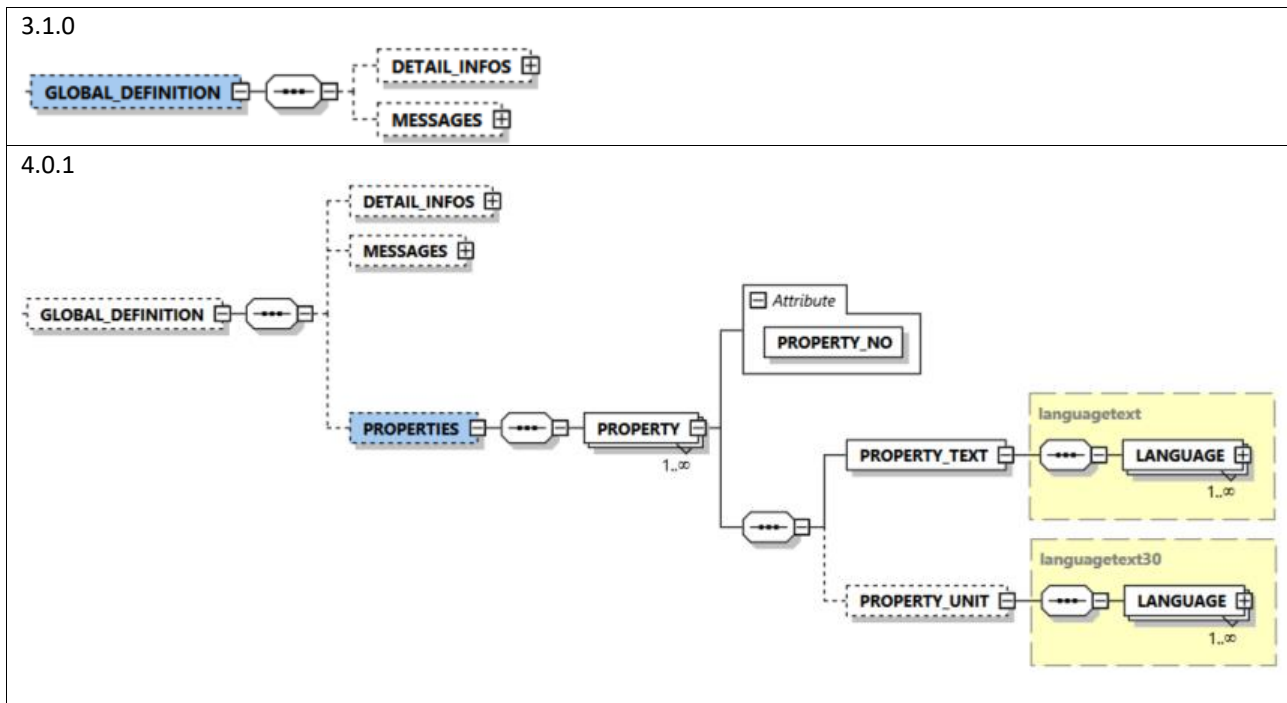 3.1.0
DETAIL_INFOS
GLOBAL_DEFINITION
MESSAGES
4.0.1
DETAIL_INFOS
MESSAGES
GLOBAL_DEFINITION
Attribute
PROPERTY_NO
PROPERTIES
PROPERTY
1..∞
languagetext
PROPERTY_TEXT
LANGUAGE
1..∞
languagetext30
PROPERTY_UNIT
LANGUAGE
1..∞